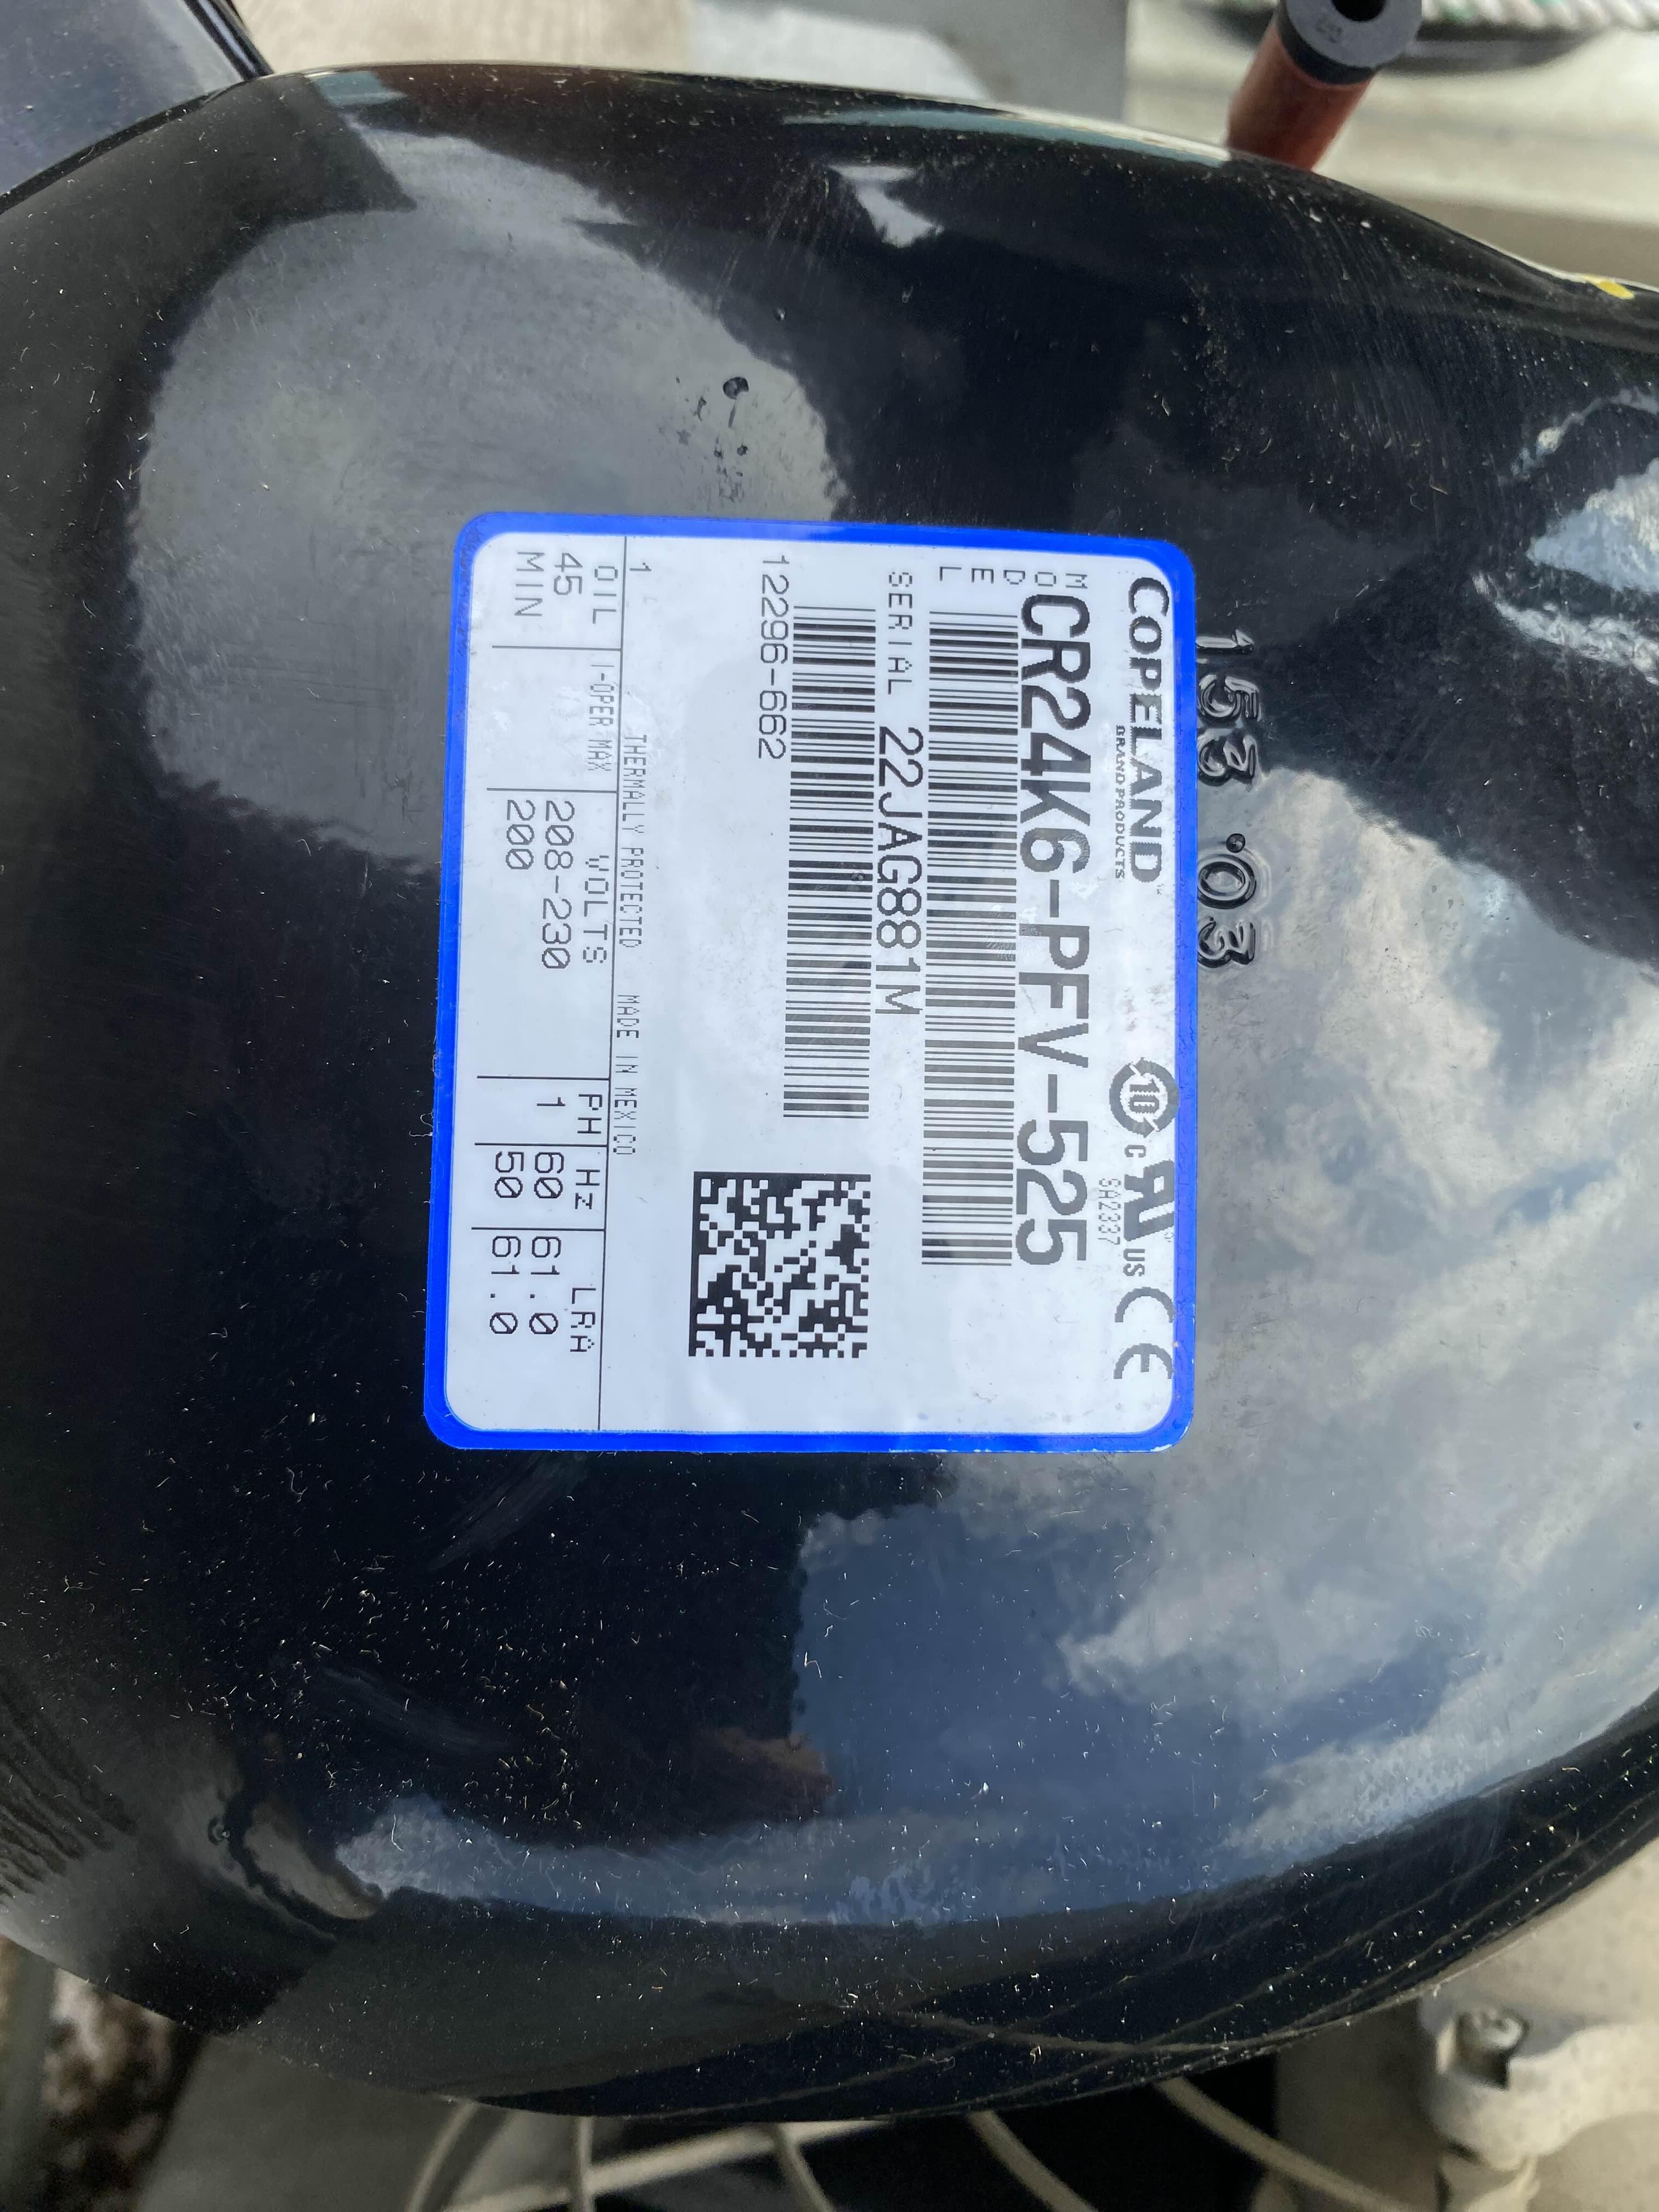 153 03
COPELAND
BRAND PRODUCTS
10
c
US
CE
SA2337
MODEL
CR24K6-PFV-525
SERIAL 22JAG881M
12296-662
1 THERMALLY PROTECTED MADE IN MEXICO
OIL I-OPER MAX VOLTS PH Hz LRA
45 208-230 1 60 61.0
MIN 200 50 61.0